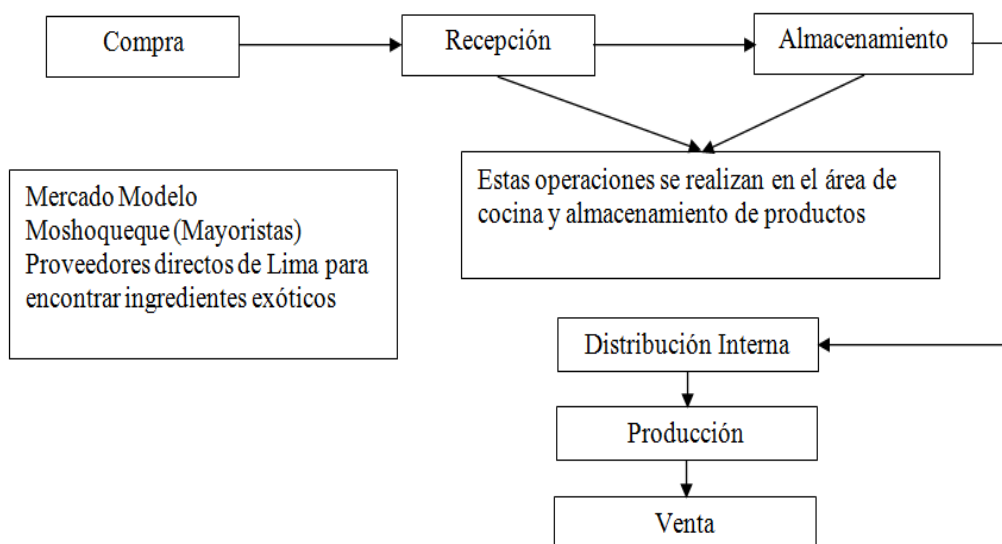 Compra
Recepción
Almacenamiento
Mercado Modelo
Moshoqueque (Mayoristas)
Proveedores directos de Lima para
encontrar ingredientes exóticos
Estas operaciones se realizan en el área de
cocina y almacenamiento de productos
Distribución Interna
Producción
Venta